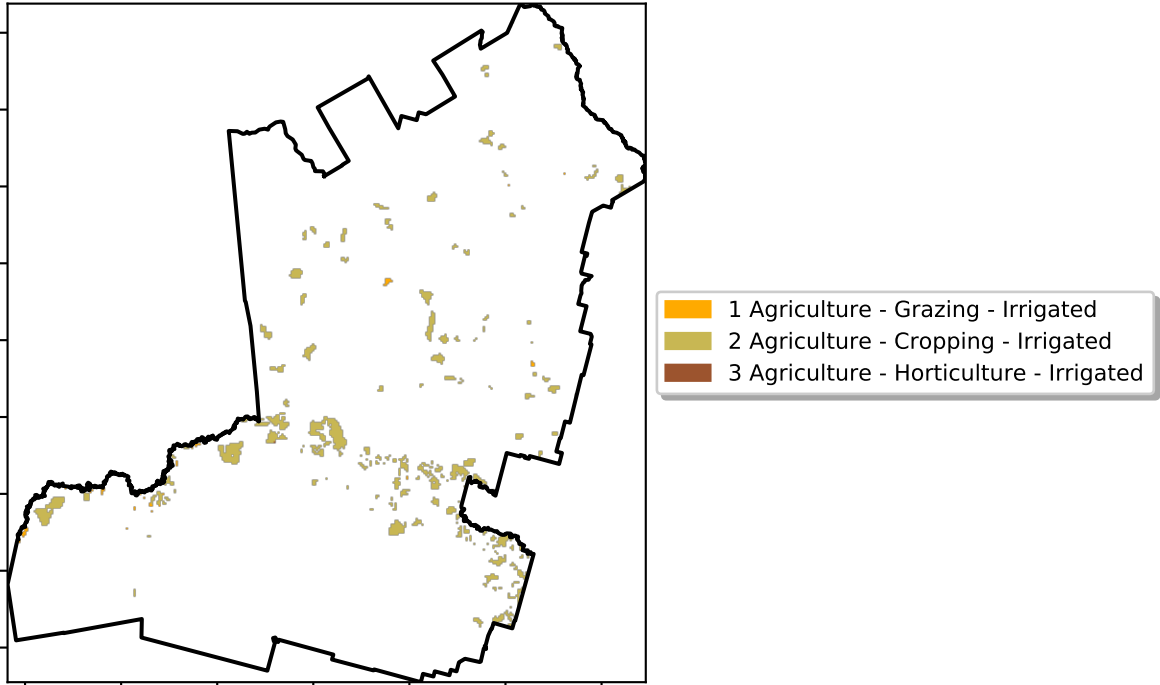 1 Agriculture - Grazing - Irrigated
2 Agriculture - Cropping - Irrigated
3 Agriculture - Horticulture - Irrigated